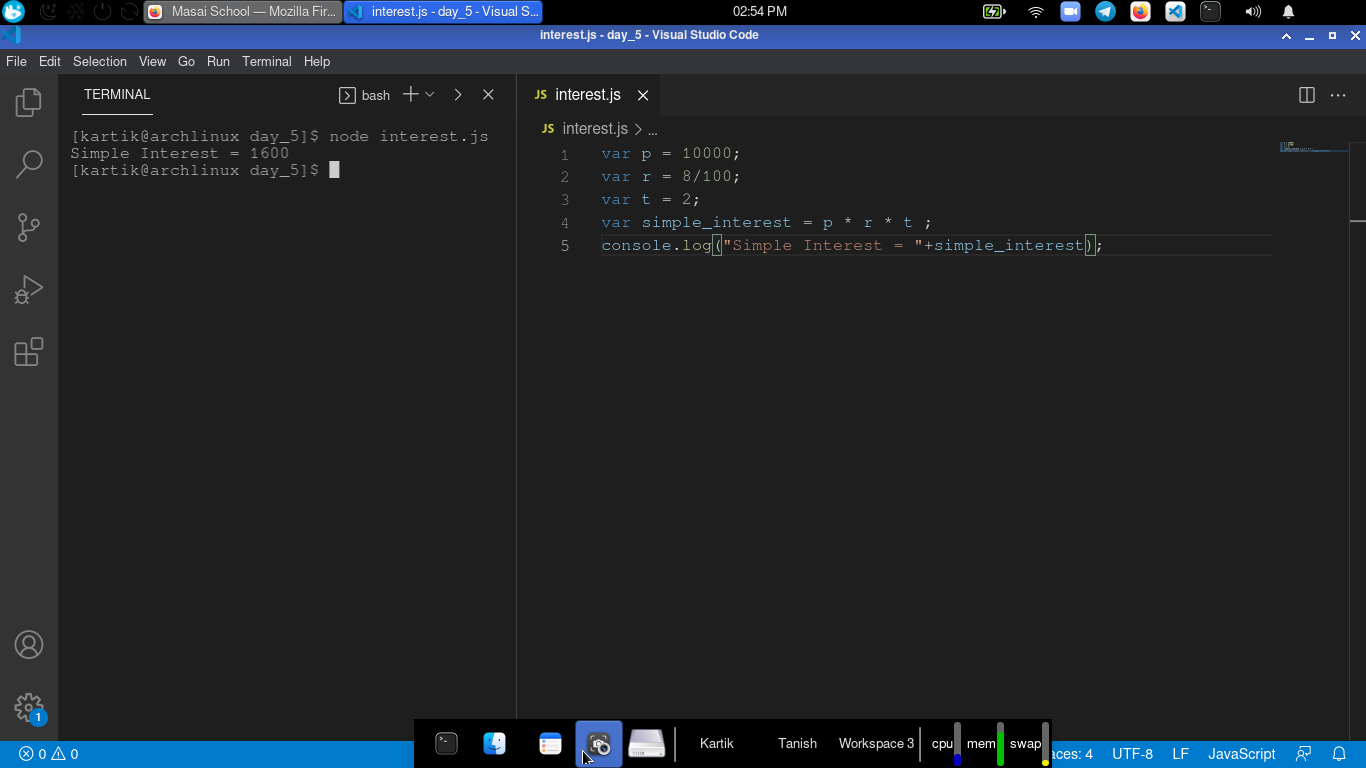 Masai School — Mozilla Fir...
interest.js - day_5 - Visual S...
02:54 PM
interest.js - day_5 - Visual Studio Code
File Edit Selection View Go Run Terminal Help
TERMINAL
bash
[kartik@archlinux day_5]$ node interest.js
Simple Interest = 1600
[kartik@archlinux day_5]$
JS interest.js
JS interest.js > ...
1 var p = 10000;
2 var r = 8/100;
3 var t = 2;
4 var simple_interest = p * r * t ;
5 console.log("Simple Interest = "+simple_interest);
1
0 0
Kartik Tanish Workspace 3 cpu mem swap
aces: 4 UTF-8 LF JavaScript